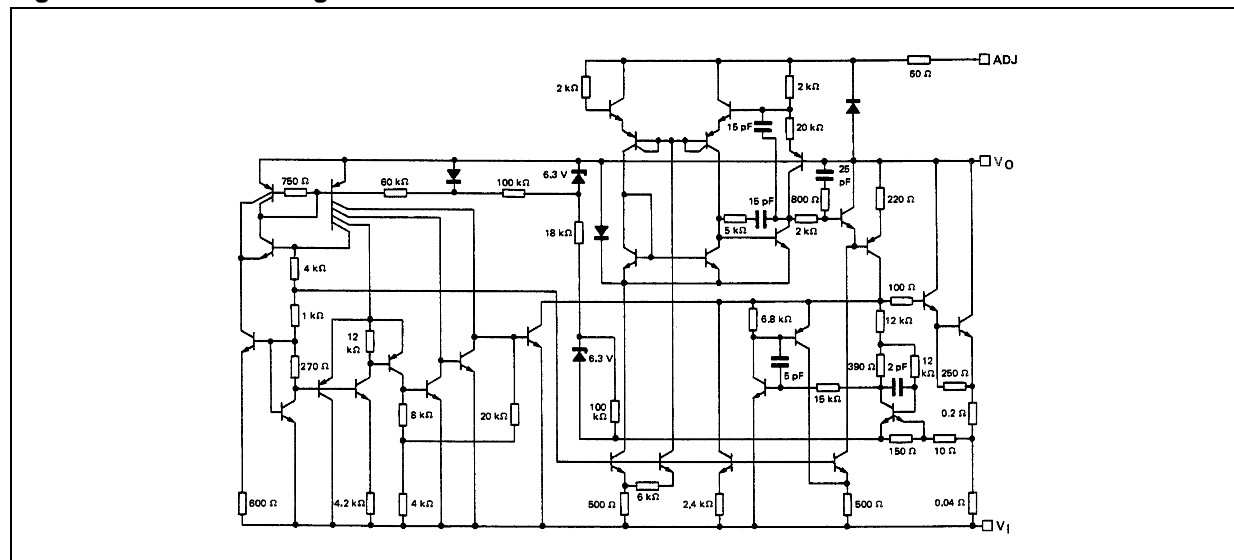 ADJ
50 Ω
2 kΩ
2 kΩ
15 pF
20 kΩ
VO
750 Ω
60 kΩ
100 kΩ
6.3 V
25 pF
15 pF
800 Ω
220 Ω
5 kΩ
2 kΩ
18 kΩ
4 kΩ
100 Ω
1 kΩ
6.8 kΩ
12 kΩ
12 kΩ
6.3 V
270 Ω
5 pF
390 Ω
2 pF
12 kΩ
250 Ω
8 kΩ
20 kΩ
100 kΩ
15 kΩ
0.2 Ω
150 Ω
10 Ω
6 kΩ
600 Ω
4.2 kΩ
4 kΩ
500 Ω
2,4 kΩ
500 Ω
0.04 Ω
VI